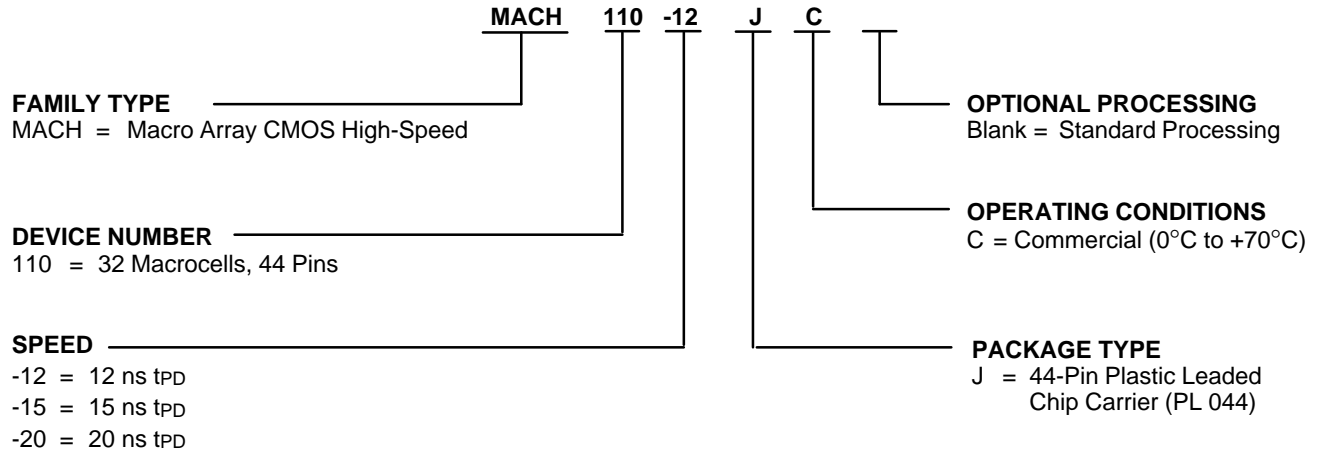 MACH 110 -12 J C
FAMILY TYPE
MACH = Macro Array CMOS High-Speed
DEVICE NUMBER
110 = 32 Macrocells, 44 Pins
SPEED
-12 = 12 ns tPD
-15 = 15 ns tPD
-20 = 20 ns tPD
OPTIONAL PROCESSING
Blank = Standard Processing
OPERATING CONDITIONS
C = Commercial (0°C to +70°C)
PACKAGE TYPE
J = 44-Pin Plastic Leaded
Chip Carrier (PL 044)